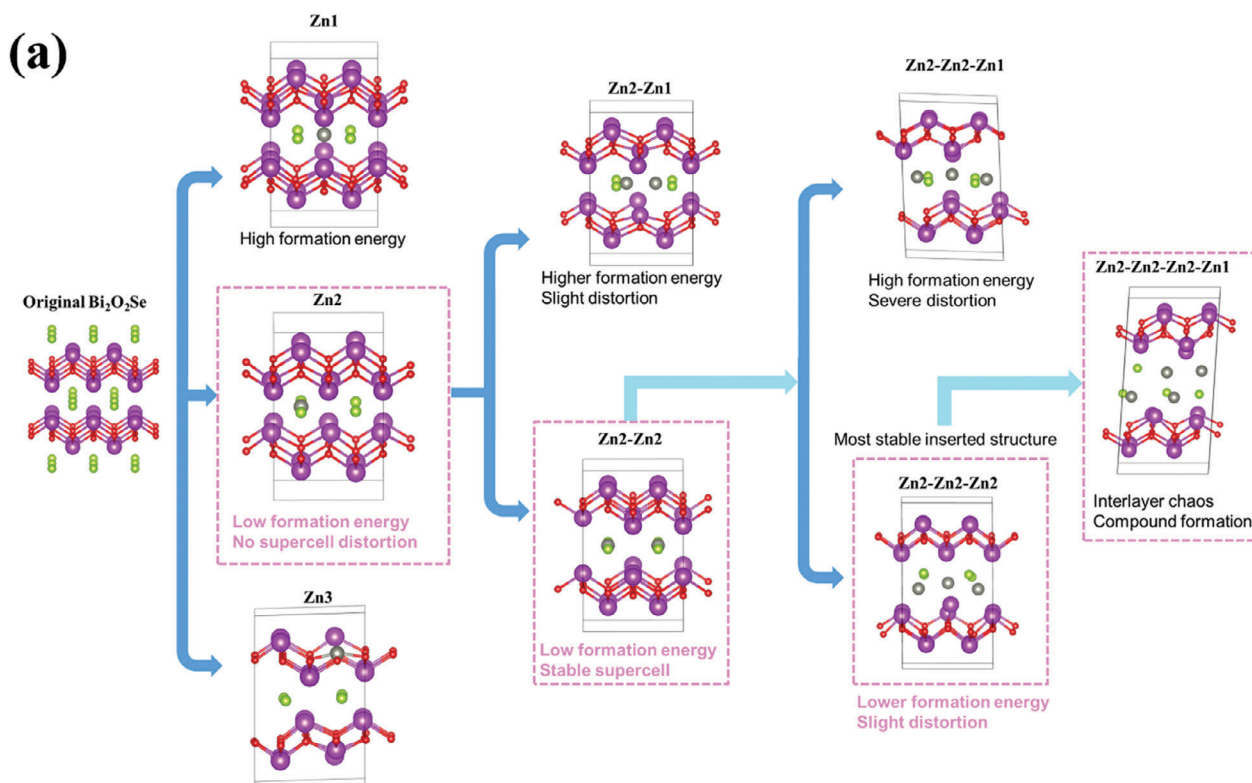 (a)
Zn1
High formation energy
Original Bi₂O₂Se
Zn2
Low formation energy
No supercell distortion
Zn3
Zn2-Zn1
Higher formation energy
Slight distortion
Zn2-Zn2
Low formation energy
Stable supercell
Zn2-Zn2-Zn1
High formation energy
Severe distortion
Most stable inserted structure
Zn2-Zn2-Zn2
Lower formation energy
Slight distortion
Zn2-Zn2-Zn2-Zn1
Interlayer chaos
Compound formation